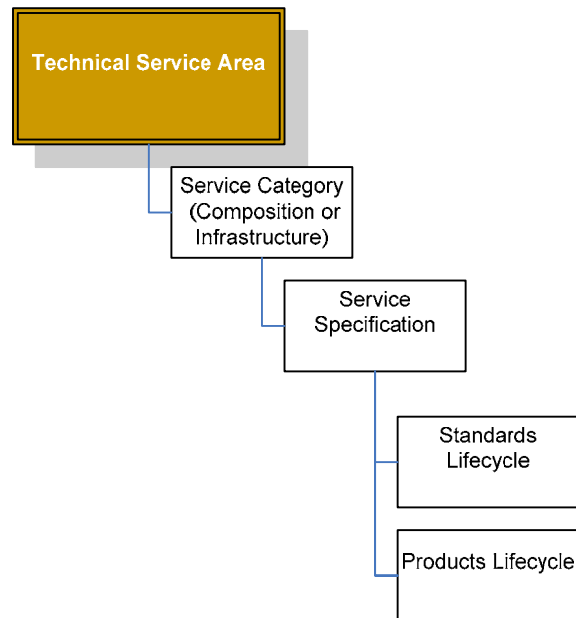 Technical Service Area
Service Category
(Composition or
Infrastructure)
Service
Specification
Standards
Lifecycle
Products Lifecycle